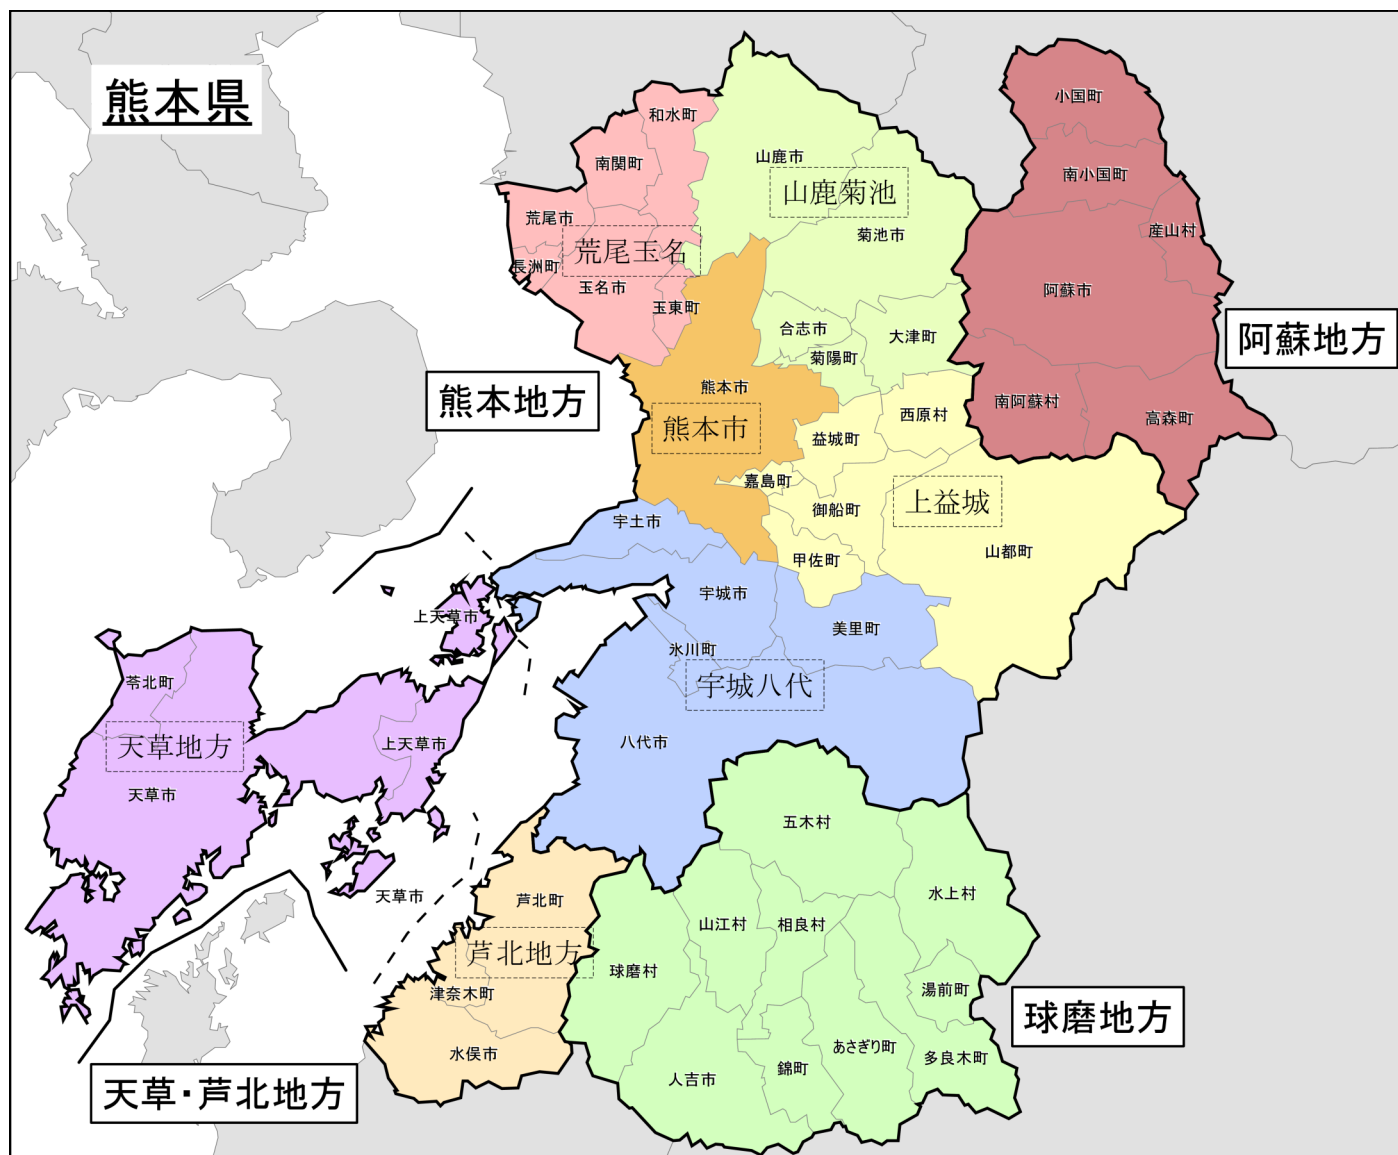 熊本県
小国町
和水町
山鹿市
南関町
南小国町
山鹿菊池
荒尾市
産山村
菊池市
荒尾玉名
長洲町
玉名市
阿蘇市
玉東町
合志市
大津町
阿蘇地方
菊陽町
熊本市
熊本地方
南阿蘇村
西原村
高森町
熊本市
益城町
嘉島町
上益城
御船町
宇土市
山都町
甲佐町
宇城市
上天草市
美里町
氷川町
苓北町
宇城八代
八代市
上天草市
天草地方
天草市
五木村
天草市
芦北町
水上村
山江村
相良村
芦北地方
球磨村
津奈木町
湯前町
球磨地方
水俣市
あさぎり町
多良木町
錦町
人吉市
天草・芦北地方